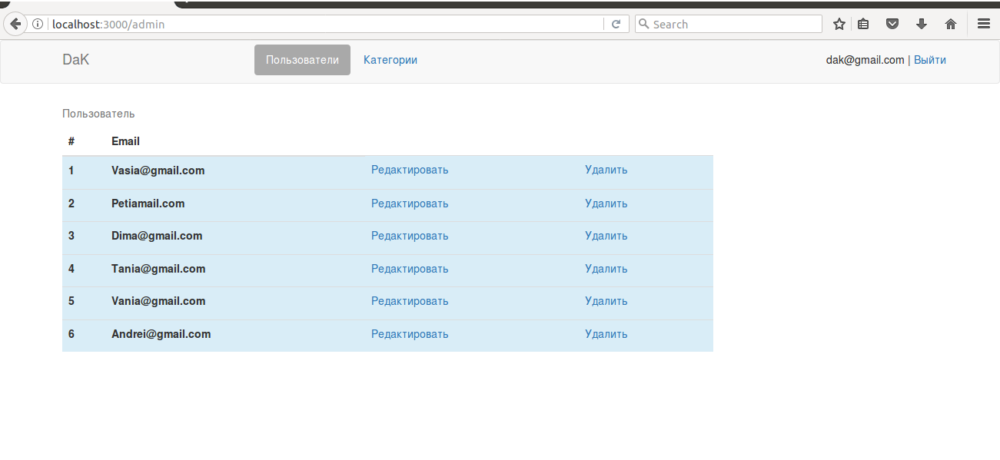 localhost:3000/admin Search
DaK Пользователи Категории dak@gmail.com | Выйти
Пользователь
# Email
1 Vasia@gmail.com Редактировать Удалить
2 Petiamail.com Редактировать Удалить
3 Dima@gmail.com Редактировать Удалить
4 Tania@gmail.com Редактировать Удалить
5 Vania@gmail.com Редактировать Удалить
6 Andrei@gmail.com Редактировать Удалить